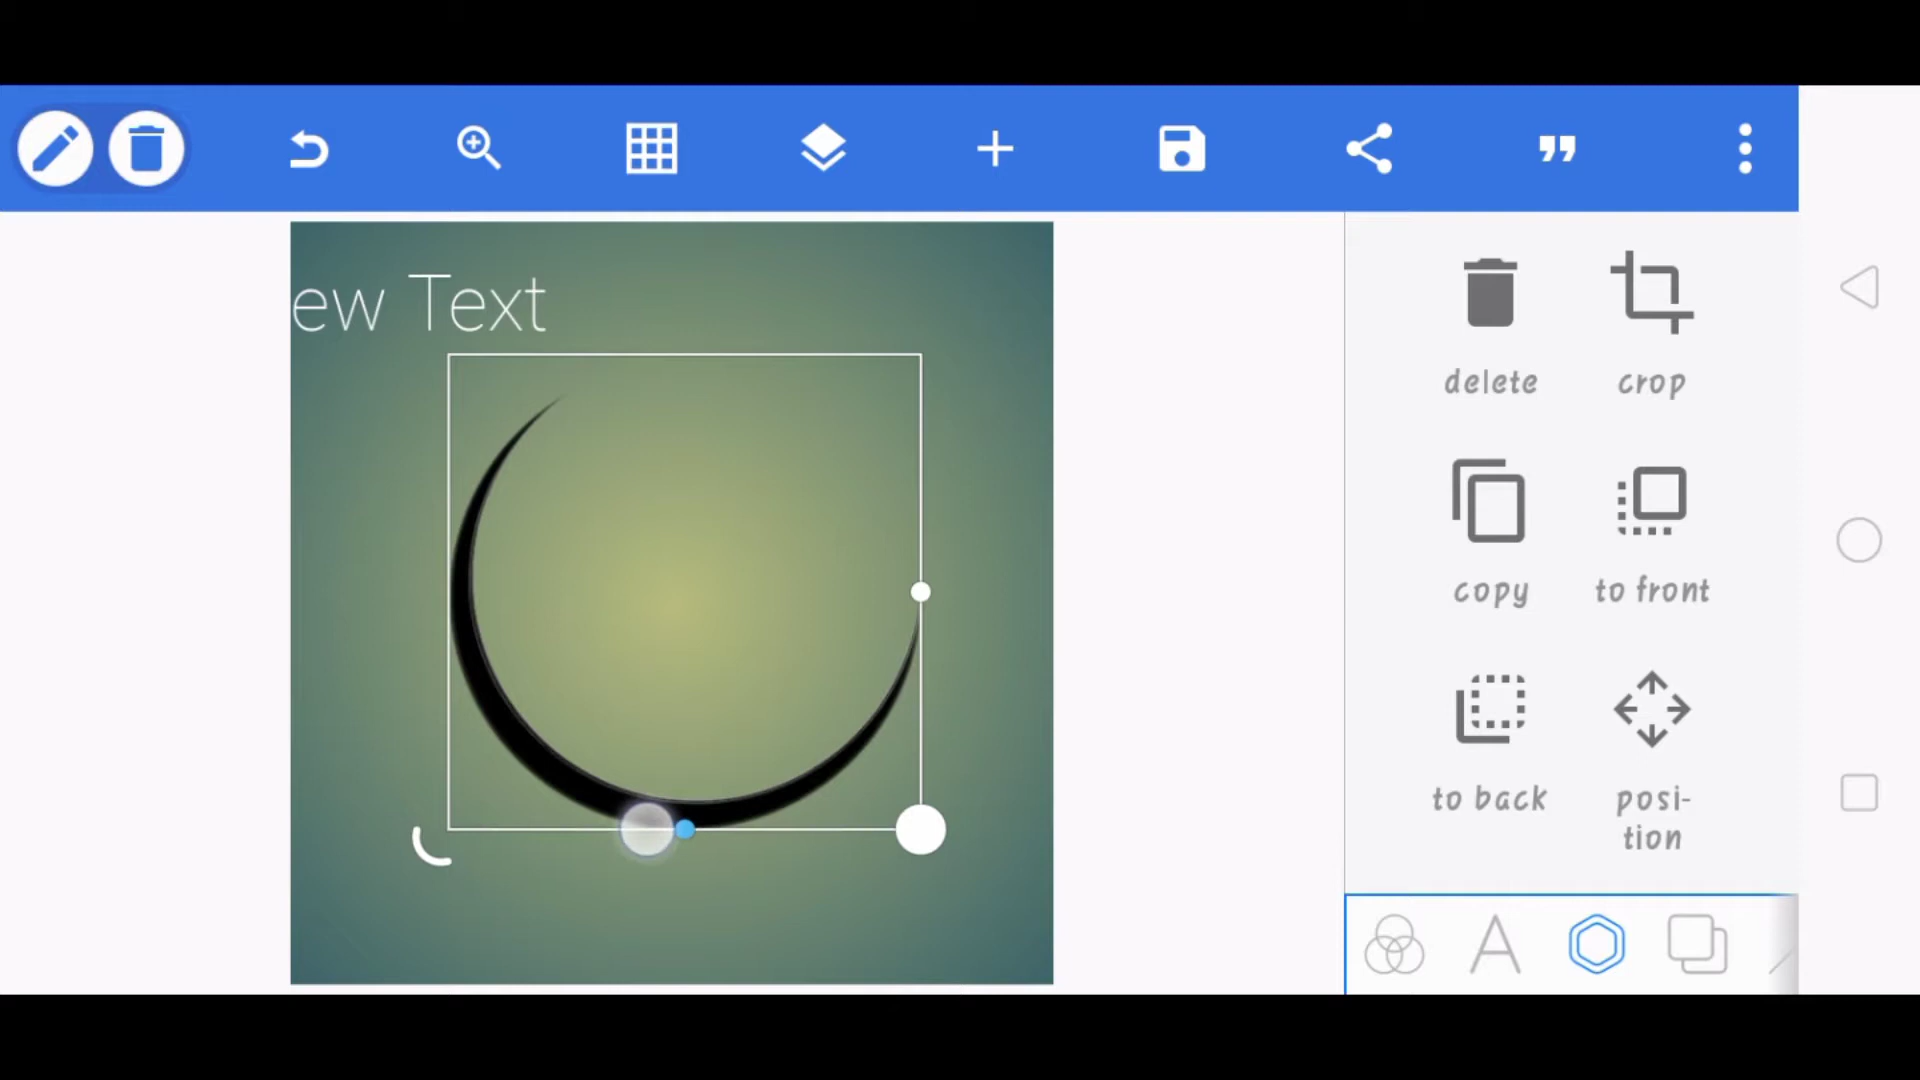 ew Text
delete
crop
copy
to front
to back
posi-
tion